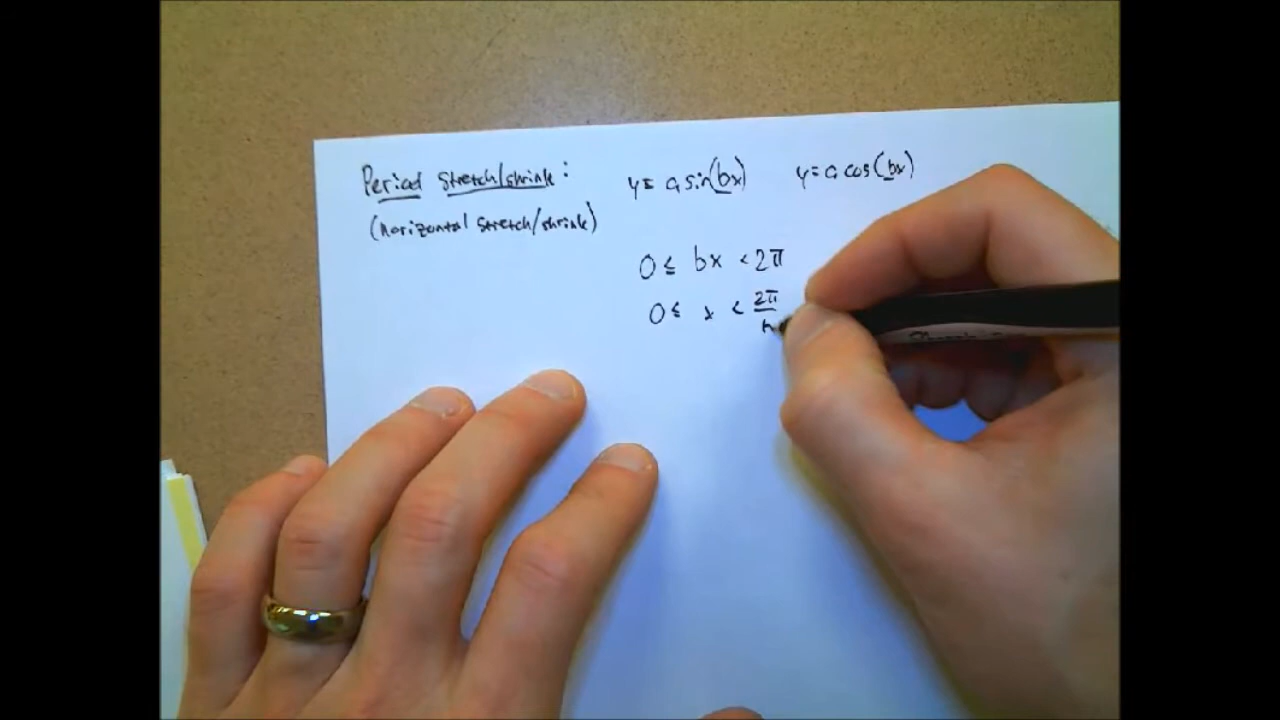 Period stretch/shrink: y= a sin(bx) y= a cos(bx)
(horizontal stretch/shrink)
0 ≤ bx < 2π
0 ≤ x < 2π/